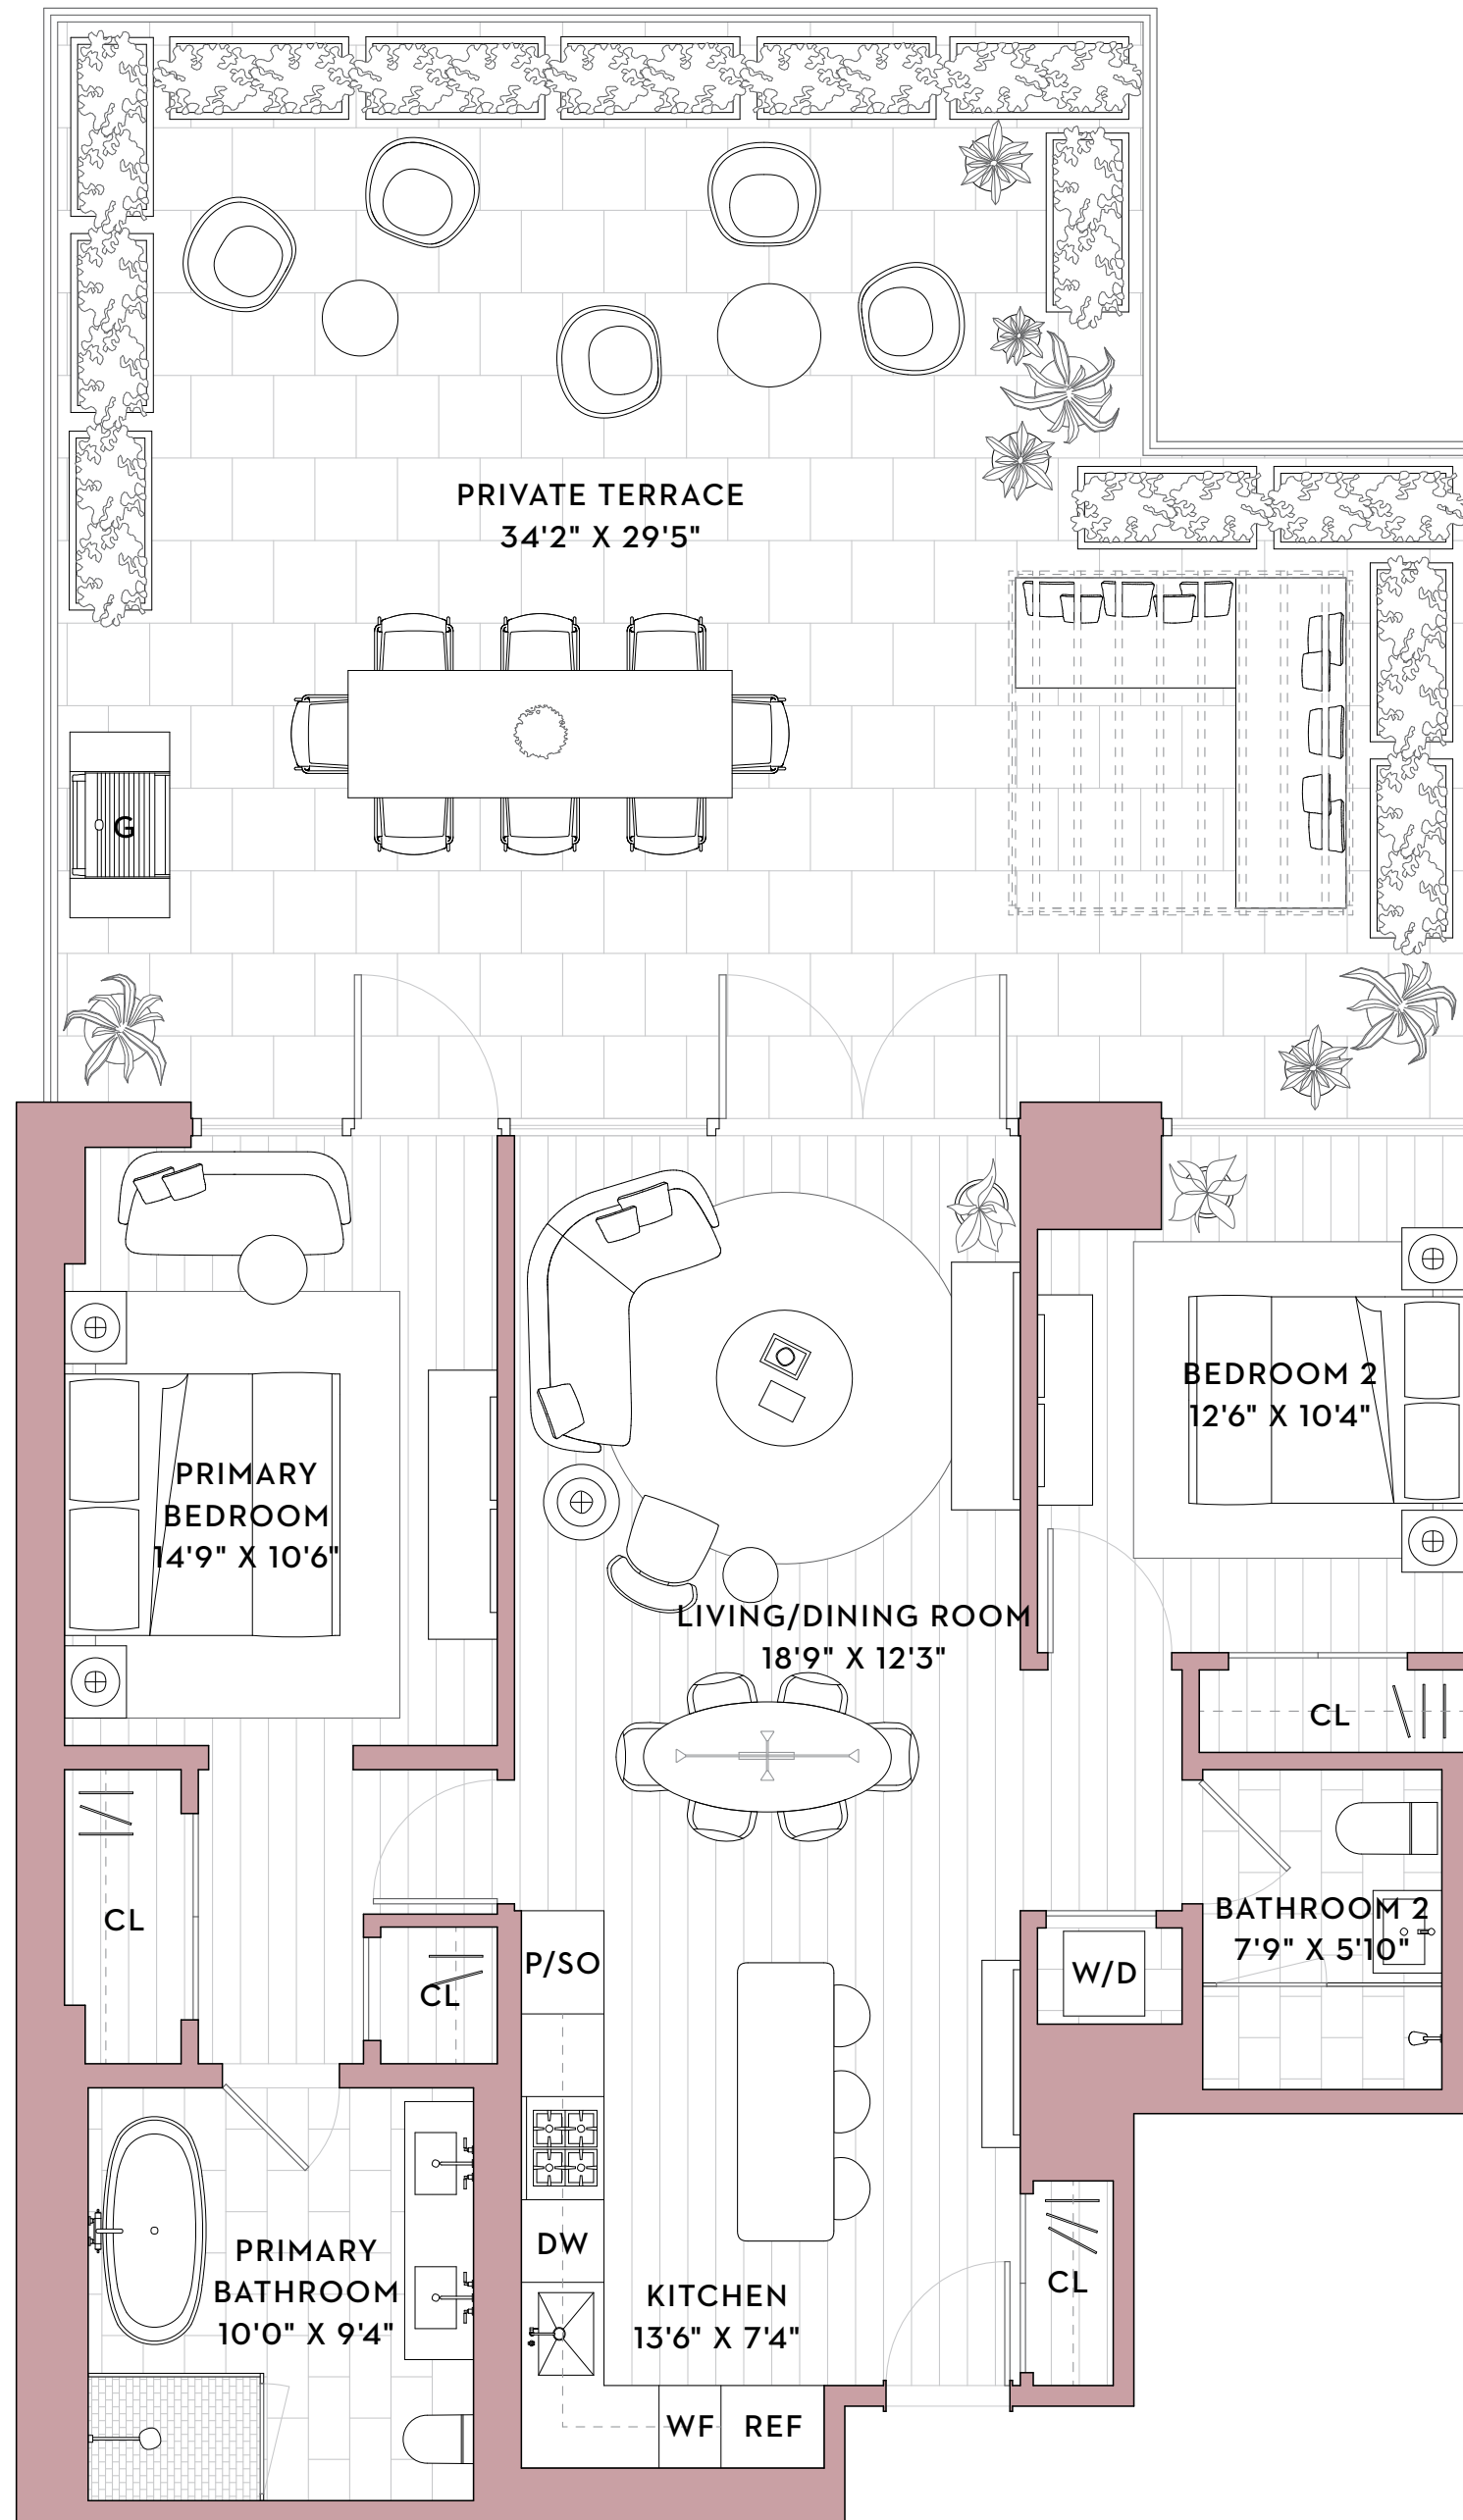 PRIVATE TERRACE
34'2" X 29'5"
G
BEDROOM 2
12'6" X 10'4"
PRIMARY
BEDROOM
14'9" X 10'6"
LIVING/DINING ROOM
18'9" X 12'3"
CL
CL
BATHROOM 2
7'9" X 5'10"
P/SO
W/D
CL
DW
PRIMARY
BATHROOM
10'0" X 9'4"
KITCHEN
13'6" X 7'4"
CL
WF
REF